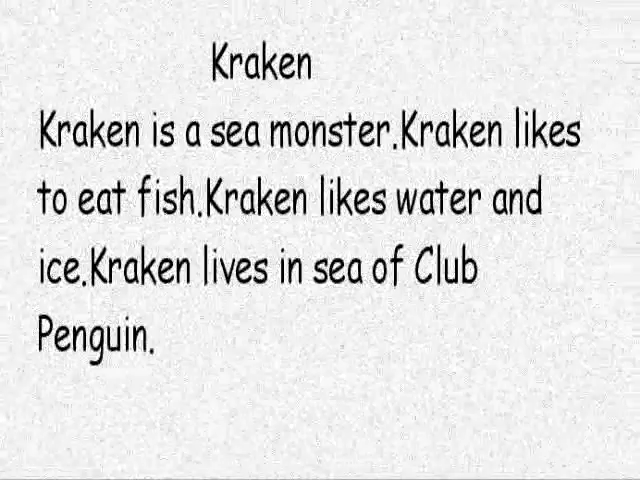 Kraken
Kraken is a sea monster.Kraken likes
to eat fish.Kraken likes water and
ice.Kraken lives in sea of Club
Penguin.